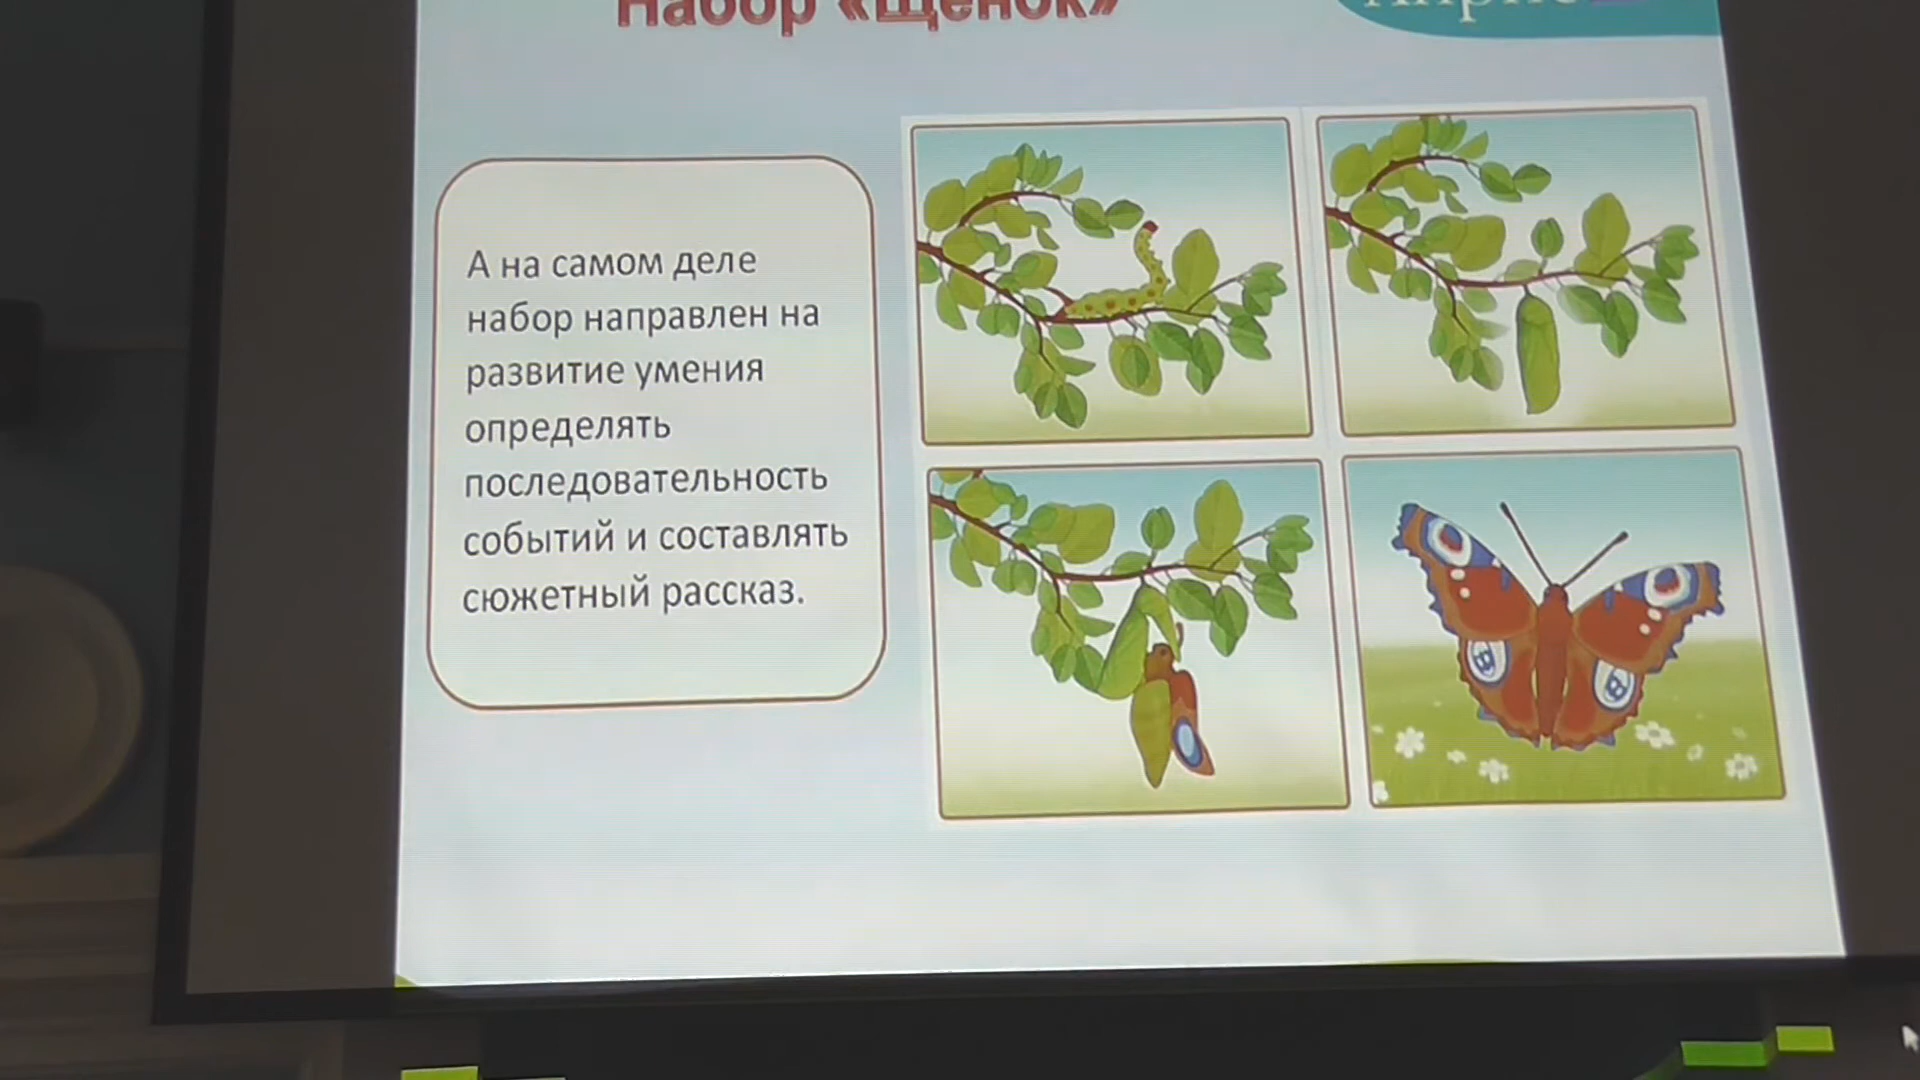 Набор «Щенок»
А на самом деле
набор направлен на
развитие умения
определять
последовательность
событий и составлять
сюжетный рассказ.